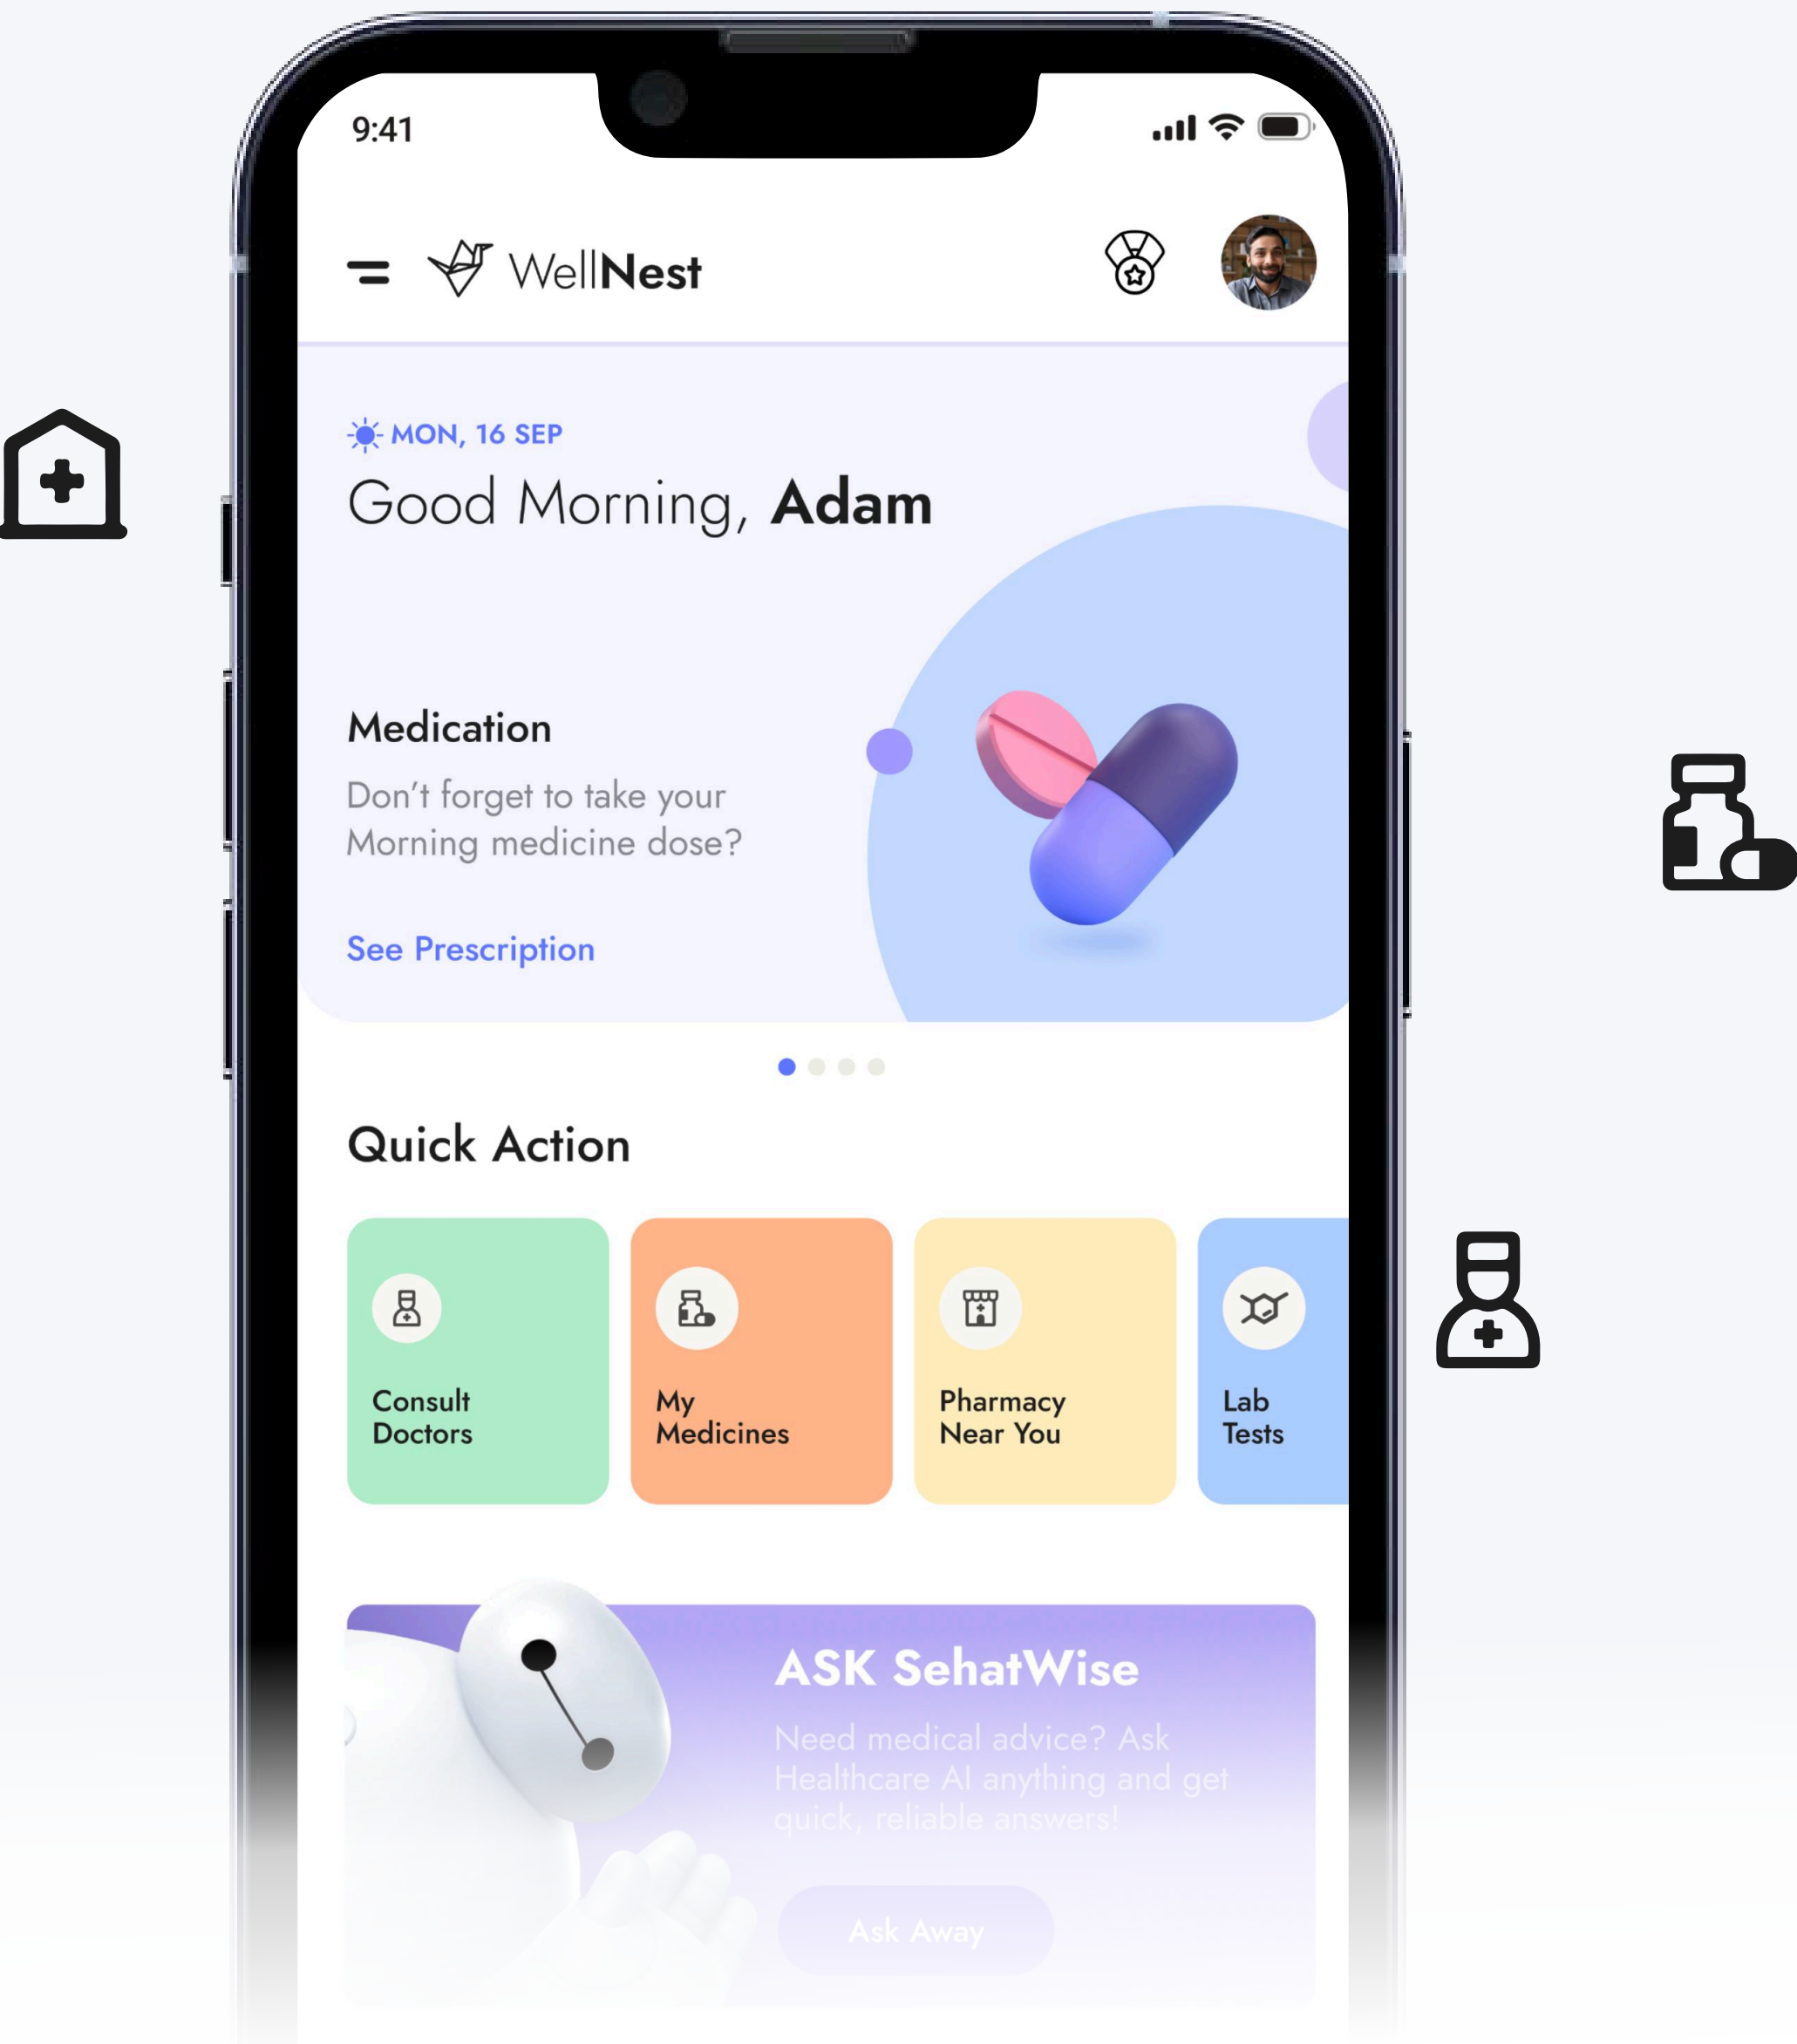 9:41
WellNest
MON, 16 SEP
Good Morning, Adam
Medication
Don't forget to take your
Morning medicine dose?
See Prescription
Quick Action
Consult
Doctors
My
Medicines
Pharmacy
Near You
Lab
Tests
ASK SehatWise
Need medical advice? Ask
Healthcare AI anything and get
quick, reliable answers!
Ask Away